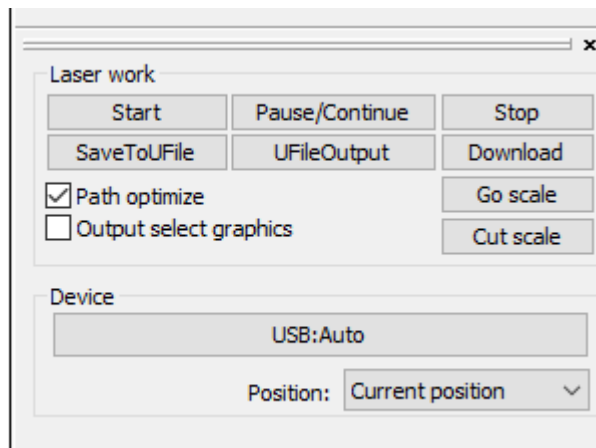 Laser work
Start Pause/Continue Stop
SaveToUFile UFileOutput Download
Path optimize Go scale
Output select graphics Cut scale
Device
USB:Auto
Position: Current position